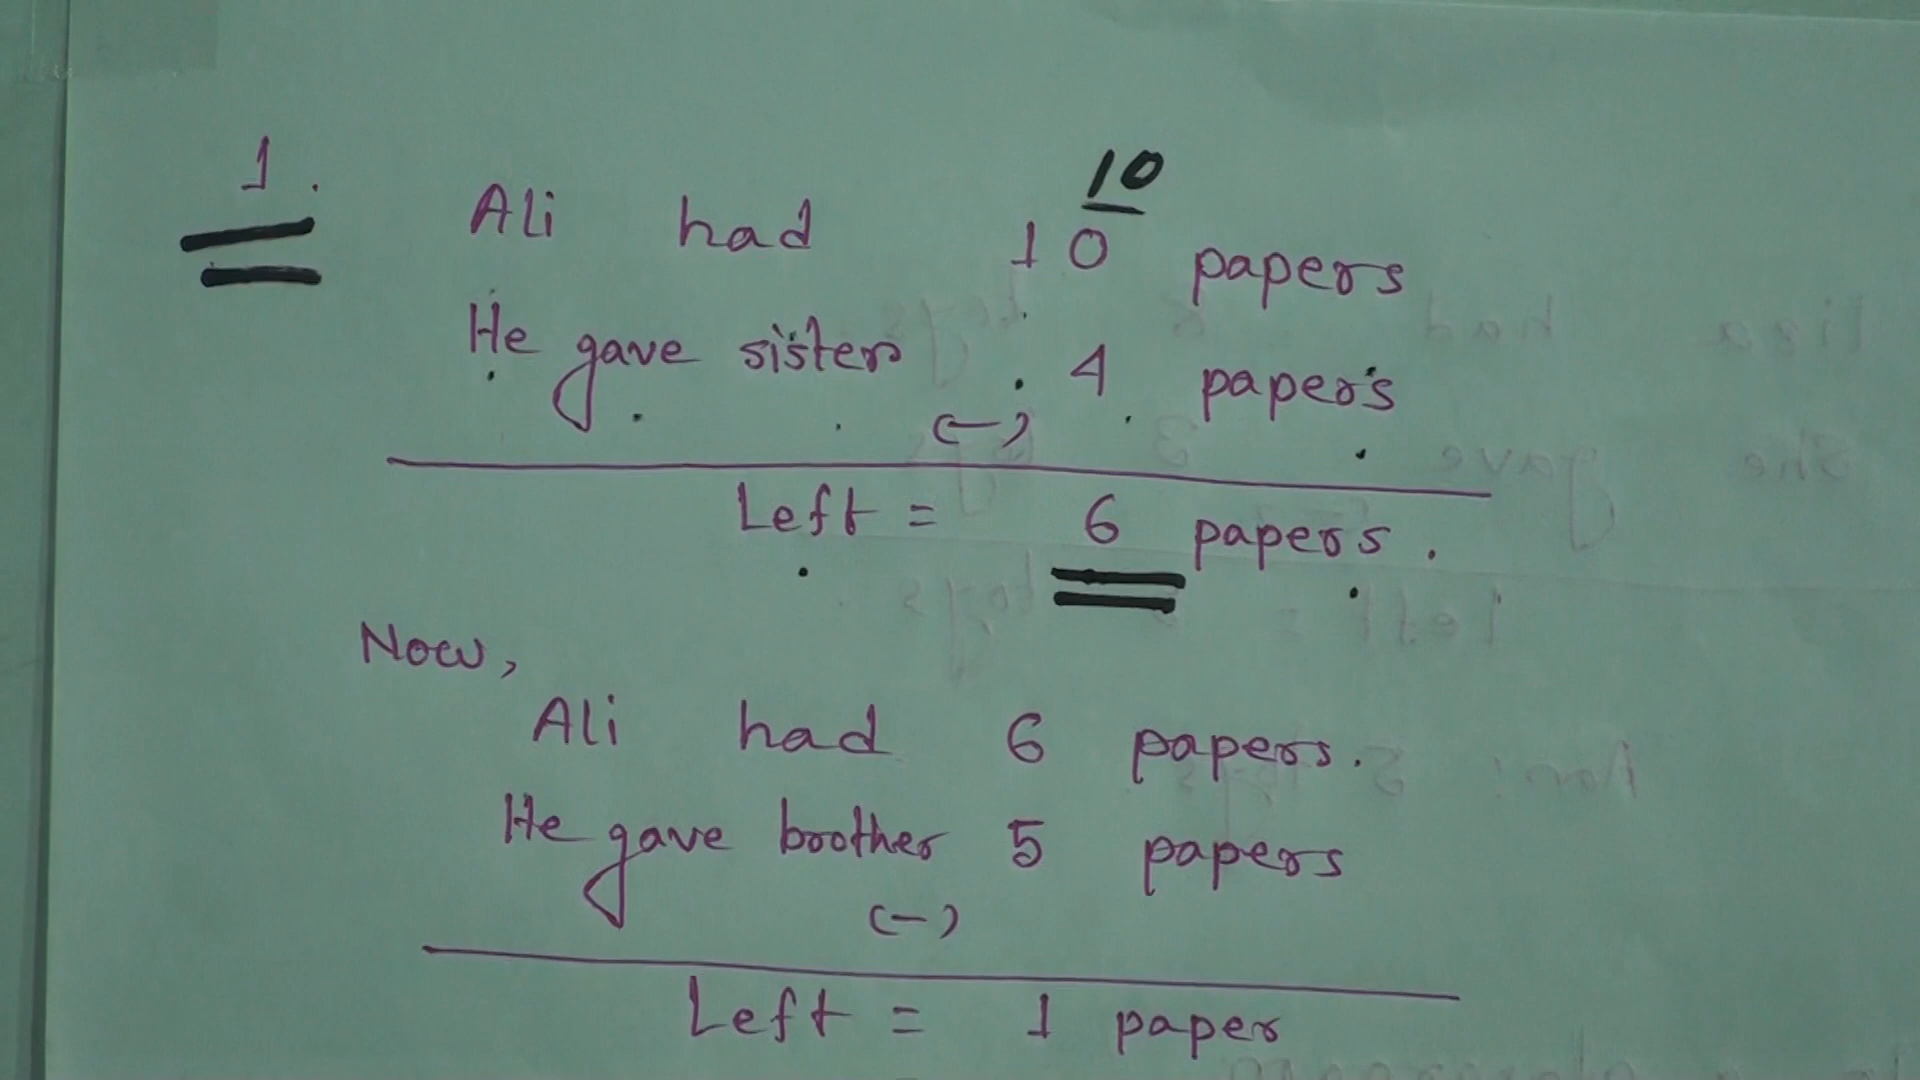 1.
10
Ali had 10 papers
He gave sister 4 papers
(-)
Left = 6 papers.
Now,
Ali had 6 papers.
He gave brother 5 papers
(-)
Left = 1 paper